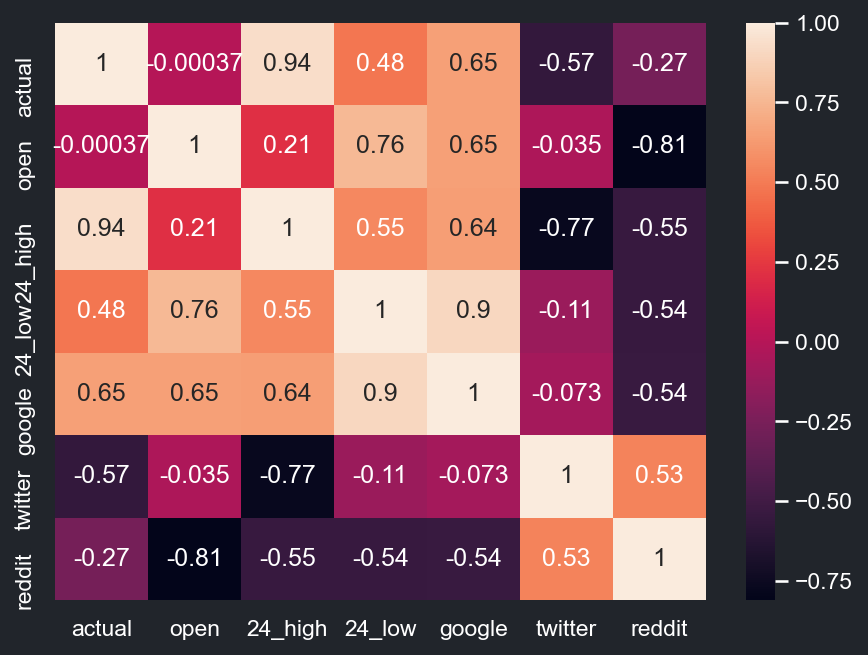 actual 1 -0.00037 0.94 0.48 0.65 -0.57 -0.27
open -0.00037 1 0.21 0.76 0.65 -0.035 -0.81
24_high 0.94 0.21 1 0.55 0.64 -0.77 -0.55
24_low 0.48 0.76 0.55 1 0.9 -0.11 -0.54
google 0.65 0.65 0.64 0.9 1 -0.073 -0.54
twitter -0.57 -0.035 -0.77 -0.11 -0.073 1 0.53
reddit -0.27 -0.81 -0.55 -0.54 -0.54 0.53 1
actual open 24_high 24_low google twitter reddit
1.00
0.75
0.50
0.25
0.00
−0.25
−0.50
−0.75